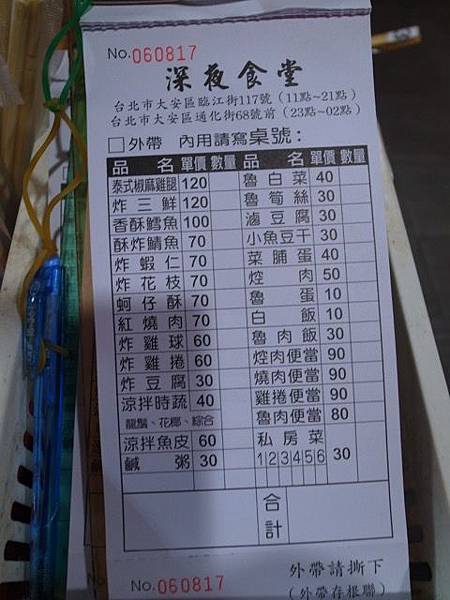 No. 060817
深夜食堂
台北市大安區臨江街117號（11點~21點）
台北市大安區通化街68號前（23點~02點）
□外帶 內用請寫桌號：
品名 單價 數量 品名 單價 數量
泰式椒麻雞腿 120 魯白菜 40
炸三鮮 120 魯筍絲 30
香酥鱈魚 100 滷豆腐 30
酥炸鯖魚 70 小魚豆干 30
炸蝦仁 70 菜脯蛋 40
炸花枝 70 焢肉 50
蚵仔酥 70 魯蛋 10
紅燒肉 70 白飯 10
炸雞球 60 魯肉飯 30
炸雞捲 60 焢肉便當 90
炸豆腐 30 燒肉便當 90
涼拌時蔬 40 雞捲便當 90
龍鬚、花椰、綜合 魯肉便當 80
涼拌魚皮 60 私房菜
鹹粥 30 1 2 3 4 5 6 30
合計
外帶請撕下
No. 060817 （外帶存根聯）